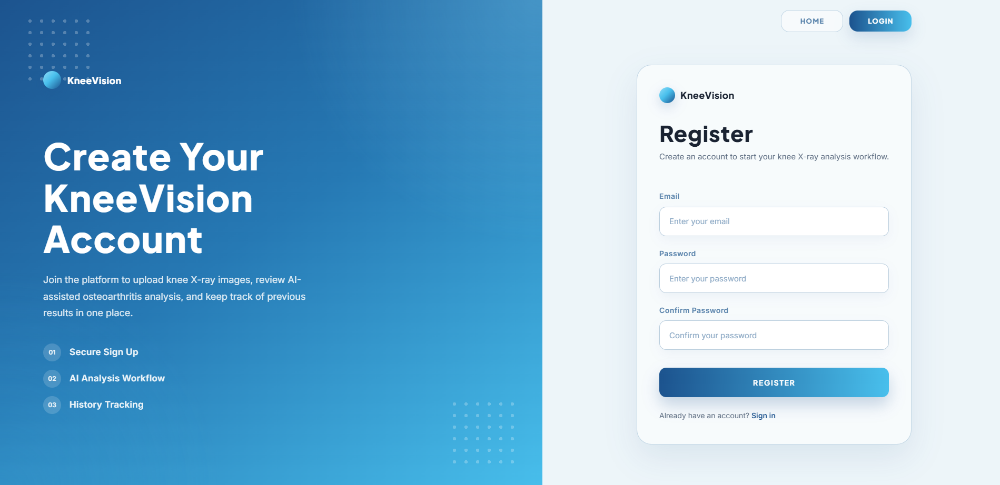 KneeVision
Create Your
KneeVision
Account
Join the platform to upload knee X-ray images, review AI-
assisted osteoarthritis analysis, and keep track of previous
results in one place.
01 Secure Sign Up
02 AI Analysis Workflow
03 History Tracking
HOME LOGIN
KneeVision
Register
Create an account to start your knee X-ray analysis workflow.
Email
Enter your email
Password
Enter your password
Confirm Password
Confirm your password
REGISTER
Already have an account? Sign in